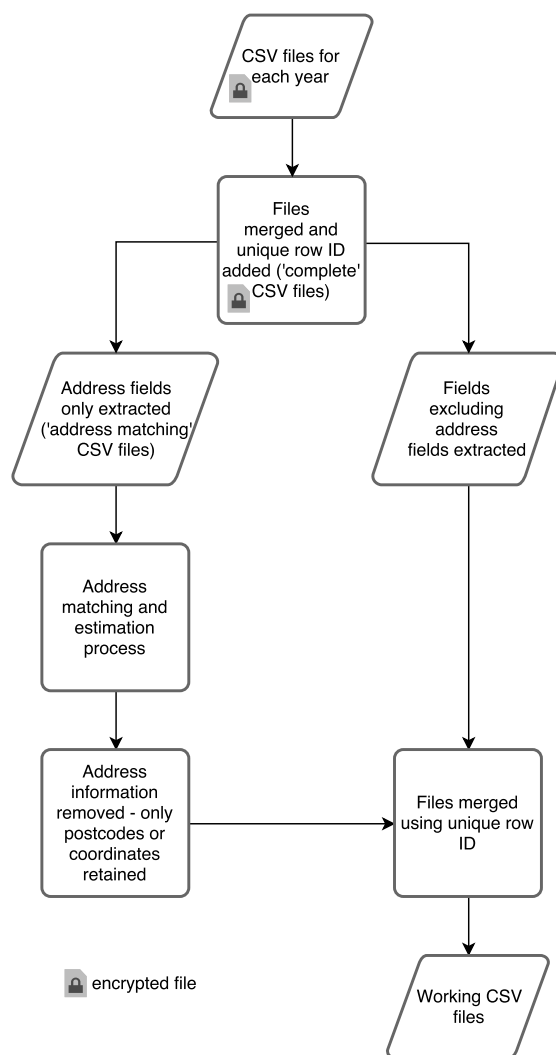 CSV files for
each year
Files
merged and
unique row ID
added ('complete'
CSV files)
Address fields
only extracted
('address matching'
CSV files)
Fields
excluding
address
fields extracted
Address
matching and
estimation
process
Address
information
removed - only
postcodes or
coordinates
retained
Files merged
using unique row
ID
encrypted file
Working CSV
files